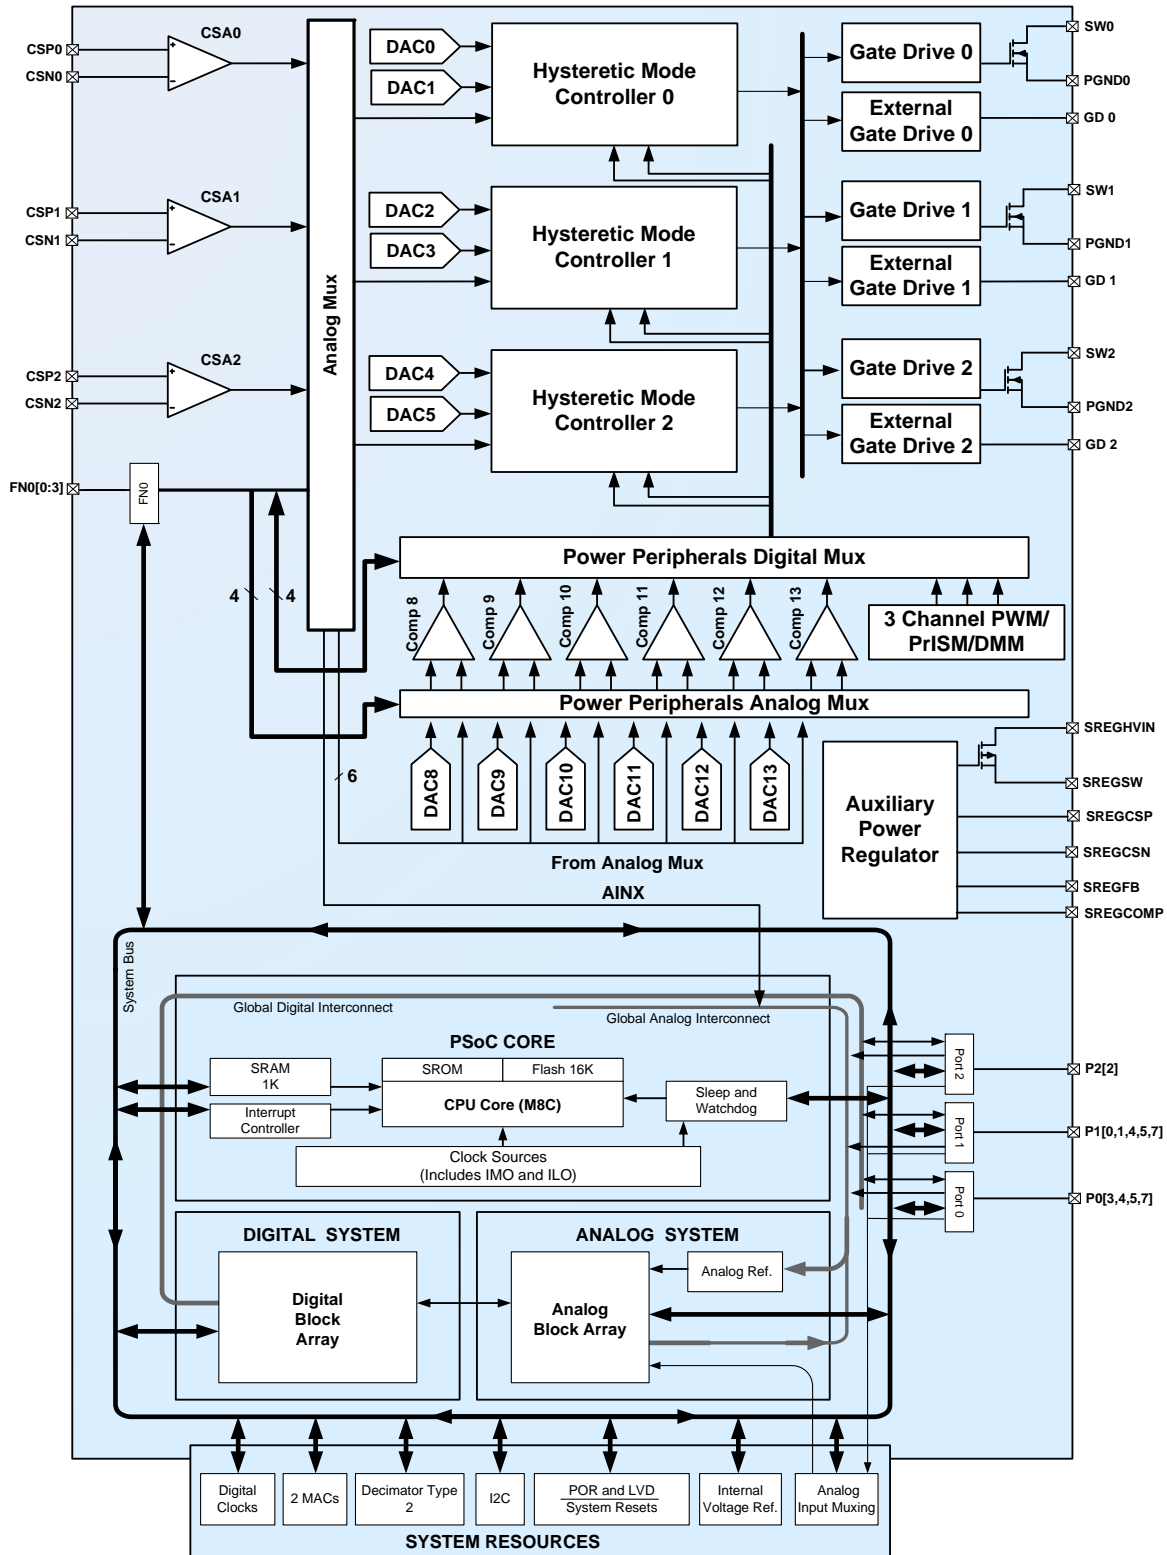 CSP0
CSN0
CSA0
CSP1
CSN1
CSA1
CSP2
CSN2
CSA2
FN0[0:3]
FN0
Analog Mux
DAC0
DAC1
Hysteretic Mode
Controller 0
DAC2
DAC3
Hysteretic Mode
Controller 1
DAC4
DAC5
Hysteretic Mode
Controller 2
Gate Drive 0
External
Gate Drive 0
Gate Drive 1
External
Gate Drive 1
Gate Drive 2
External
Gate Drive 2
SW0
PGND0
GD 0
SW1
PGND1
GD 1
SW2
PGND2
GD 2
4
4
6
Power Peripherals Digital Mux
Comp 8
Comp 9
Comp 10
Comp 11
Comp 12
Comp 13
3 Channel PWM/
PrISM/DMM
Power Peripherals Analog Mux
DAC8
DAC9
DAC10
DAC11
DAC12
DAC13
From Analog Mux
AINX
Auxiliary
Power
Regulator
SREGHVIN
SREGSW
SREGCSP
SREGCSN
SREGFB
SREGCOMP
System Bus
Global Digital Interconnect
Global Analog Interconnect
PSoC CORE
SRAM
1K
SROM
Flash 16K
CPU Core (M8C)
Interrupt
Controller
Sleep and
Watchdog
Clock Sources
(Includes IMO and ILO)
Port 2
Port 1
Port 0
P2[2]
P1[0,1,4,5,7]
P0[3,4,5,7]
DIGITAL SYSTEM
Digital
Block
Array
ANALOG SYSTEM
Analog Ref.
Analog
Block Array
Digital
Clocks
2 MACs
Decimator Type
2
I2C
POR and LVD
System Resets
Internal
Voltage Ref.
Analog
Input Muxing
SYSTEM RESOURCES